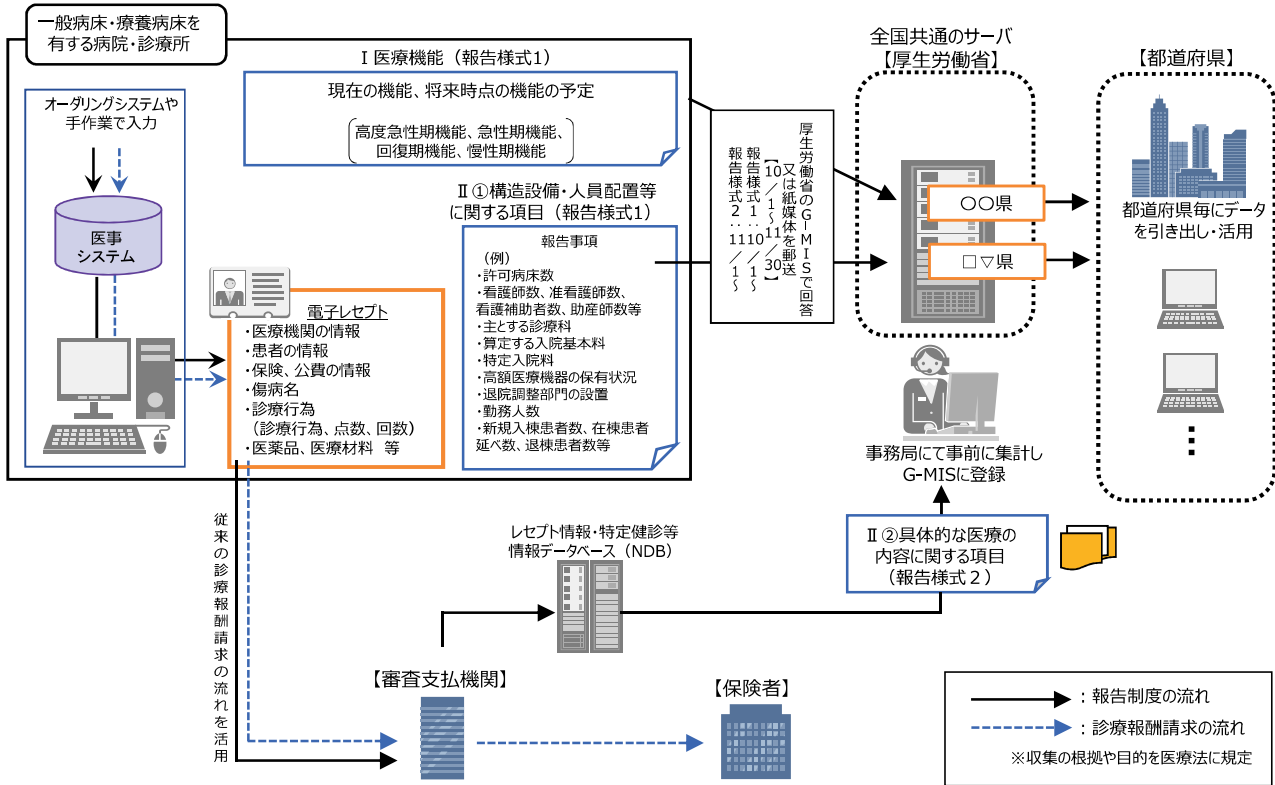 一般病床・療養病床を
有する病院・診療所
オーダリングシステムや
手作業で入力
医事
システム
Ⅰ 医療機能（報告様式1）
現在の機能、将来時点の機能の予定
高度急性期機能、急性期機能、
回復期機能、慢性期機能
Ⅱ ①構造設備・人員配置等
に関する項目（報告様式1）
報告事項
（例）
・許可病床数
・看護師数、准看護師数、
看護補助者数、助産師数等
・主とする診療科
・算定する入院基本料
・特定入院料
・高額医療機器の保有状況
・退院調整部門の設置
・勤務人数
・新規入棟患者数、在棟患者
延べ数、退棟患者数等
電子レセプト
・医療機関の情報
・患者の情報
・保険、公費の情報
・傷病名
・診療行為
（診療行為、点数、回数）
・医薬品、医療材料 等
厚生労働省のG-MISで回答
又は紙媒体を郵送
【10／1～11／30】
報告様式1：10／1～
報告様式2：11／1～
全国共通のサーバ
【厚生労働省】
〇〇県
□▽県
【都道府県】
都道府県毎にデータ
を引き出し・活用
事務局にて事前に集計し
G-MISに登録
Ⅱ ②具体的な医療の
内容に関する項目
（報告様式２）
レセプト情報・特定健診等
情報データベース（NDB）
従来の診療報酬請求の流れを活用
【審査支払機関】
【保険者】
：報告制度の流れ
：診療報酬請求の流れ
※収集の根拠や目的を医療法に規定